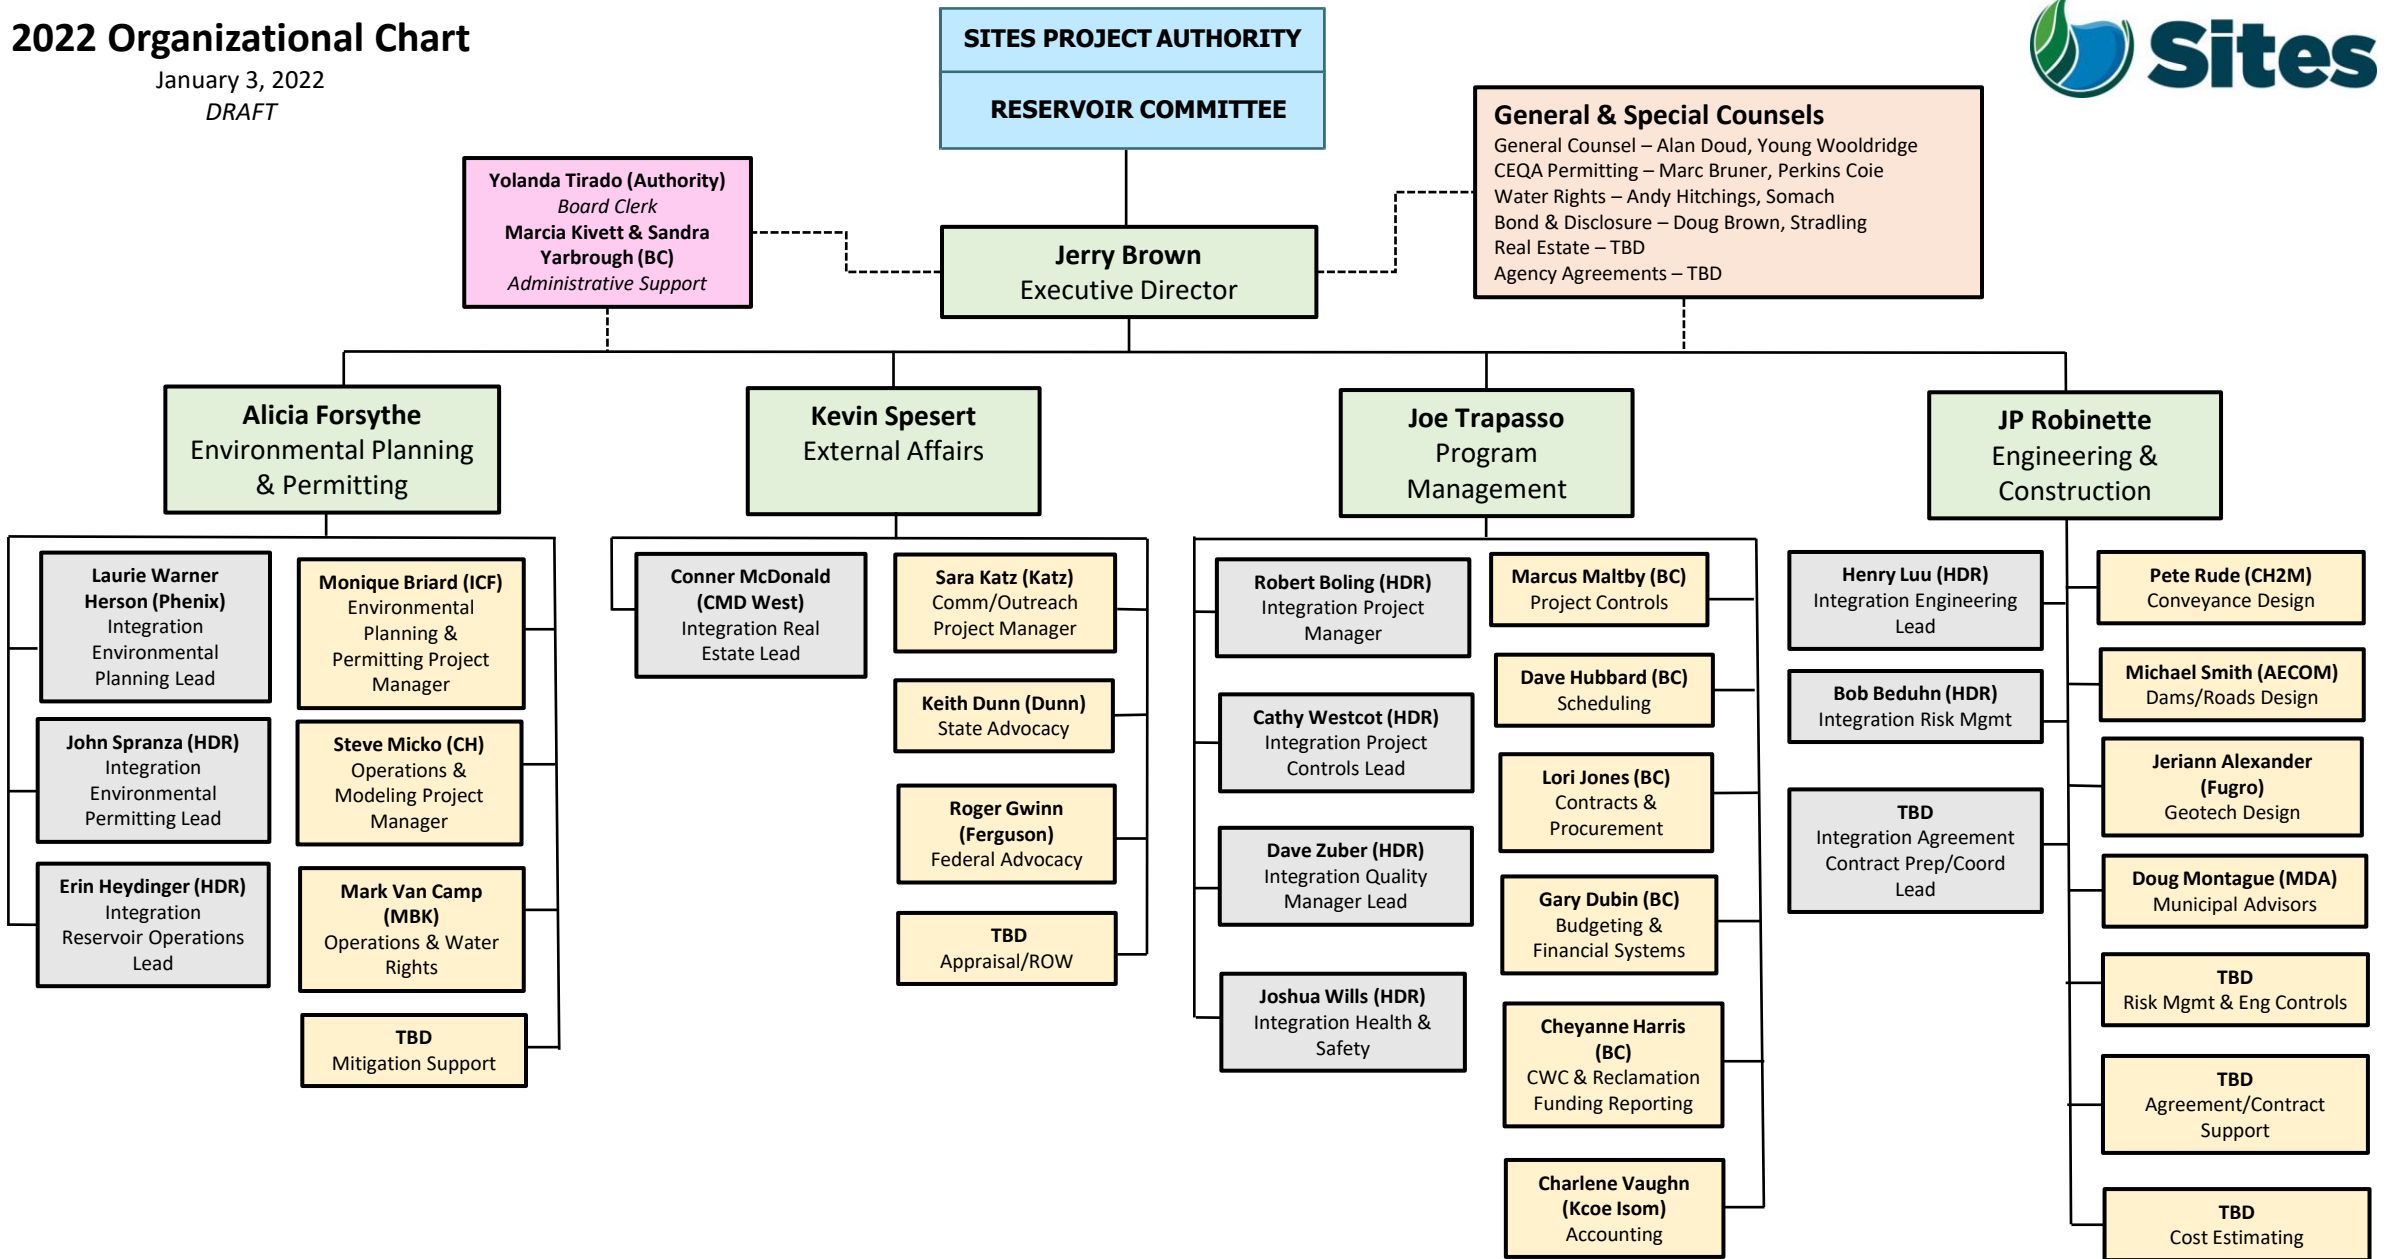 2022 Organizational Chart
January 3, 2022
DRAFT
SITES PROJECT AUTHORITY
RESERVOIR COMMITTEE
Sites
Yolanda Tirado (Authority)
Board Clerk
Marcia Kivett & Sandra
Yarbrough (BC)
Administrative Support
Jerry Brown
Executive Director
General & Special Counsels
General Counsel – Alan Doud, Young Wooldridge
CEQA Permitting – Marc Bruner, Perkins Coie
Water Rights – Andy Hitchings, Somach
Bond & Disclosure – Doug Brown, Stradling
Real Estate – TBD
Agency Agreements – TBD
Alicia Forsythe
Environmental Planning
& Permitting
Laurie Warner
Herson (Phenix)
Integration
Environmental
Planning Lead
John Spranza (HDR)
Integration
Environmental
Permitting Lead
Erin Heydinger (HDR)
Integration
Reservoir Operations
Lead
Monique Briard (ICF)
Environmental
Planning &
Permitting Project
Manager
Steve Micko (CH)
Operations &
Modeling Project
Manager
Mark Van Camp
(MBK)
Operations & Water
Rights
TBD
Mitigation Support
Kevin Spesert
External Affairs
Conner McDonald
(CMD West)
Integration Real
Estate Lead
Sara Katz (Katz)
Comm/Outreach
Project Manager
Keith Dunn (Dunn)
State Advocacy
Roger Gwinn
(Ferguson)
Federal Advocacy
TBD
Appraisal/ROW
Joe Trapasso
Program
Management
Robert Boling (HDR)
Integration Project
Manager
Cathy Westcot (HDR)
Integration Project
Controls Lead
Dave Zuber (HDR)
Integration Quality
Manager Lead
Joshua Wills (HDR)
Integration Health &
Safety
Marcus Maltby (BC)
Project Controls
Dave Hubbard (BC)
Scheduling
Lori Jones (BC)
Contracts &
Procurement
Gary Dubin (BC)
Budgeting &
Financial Systems
Cheyanne Harris
(BC)
CWC & Reclamation
Funding Reporting
Charlene Vaughn
(Kcoe Isom)
Accounting
JP Robinette
Engineering &
Construction
Henry Luu (HDR)
Integration Engineering
Lead
Bob Beduhn (HDR)
Integration Risk Mgmt
TBD
Integration Agreement
Contract Prep/Coord
Lead
Pete Rude (CH2M)
Conveyance Design
Michael Smith (AECOM)
Dams/Roads Design
Jeriann Alexander
(Fugro)
Geotech Design
Doug Montague (MDA)
Municipal Advisors
TBD
Risk Mgmt & Eng Controls
TBD
Agreement/Contract
Support
TBD
Cost Estimating